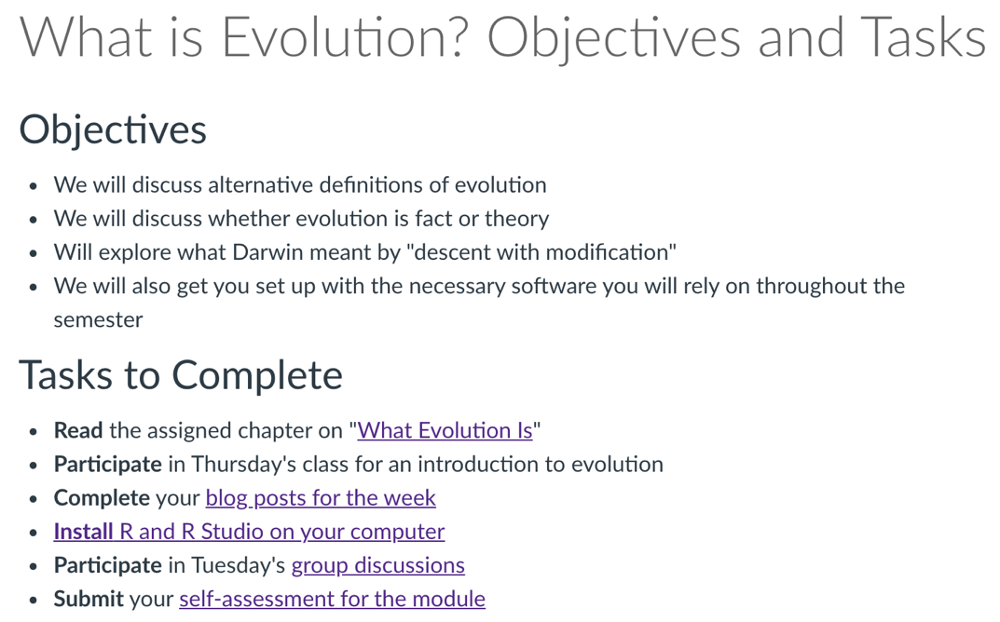 What is Evolution? Objectives and Tasks
Objectives
• We will discuss alternative definitions of evolution
• We will discuss whether evolution is fact or theory
• Will explore what Darwin meant by "descent with modification"
• We will also get you set up with the necessary software you will rely on throughout the
semester
Tasks to Complete
• Read the assigned chapter on "What Evolution Is"
• Participate in Thursday's class for an introduction to evolution
• Complete your blog posts for the week
• Install R and R Studio on your computer
• Participate in Tuesday's group discussions
• Submit your self-assessment for the module